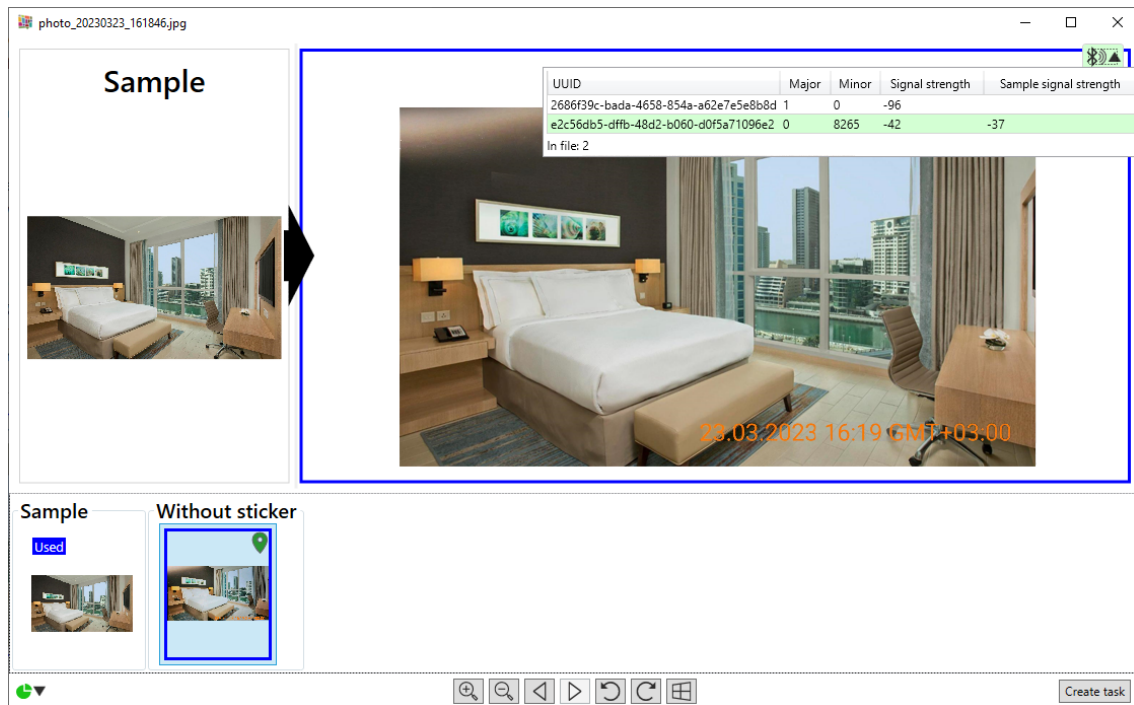 photo_20230323_161846.jpg
Sample
UUID Major Minor Signal strength Sample signal strength
2686f39c-bada-4658-854a-a62e7e5e8b8d 1 0 -96
e2c56db5-dffb-48d2-b060-d0f5a71096e2 0 8265 -42 -37
In file: 2
23.03.2023 16:19 GMT+03:00
Sample
Used
Without sticker
Create task